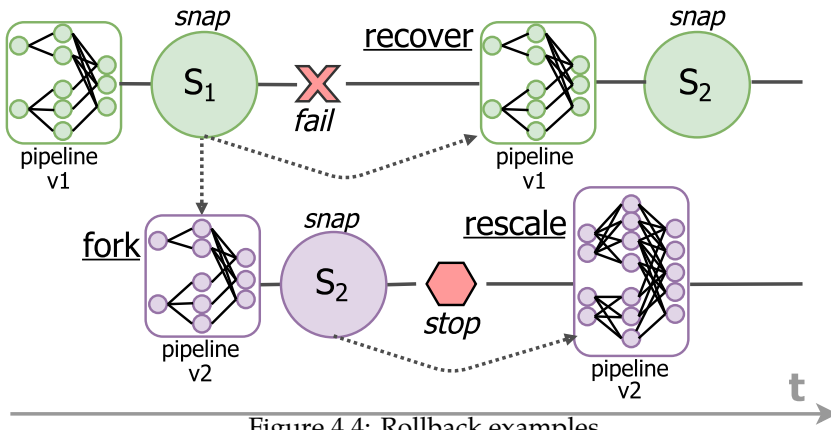 snap
snap
recover
S1
S2
fail
pipeline
v1
pipeline
v1
snap
fork
rescale
S2
stop
pipeline
v2
pipeline
v2
t
Figure 4.4: Rollback examples